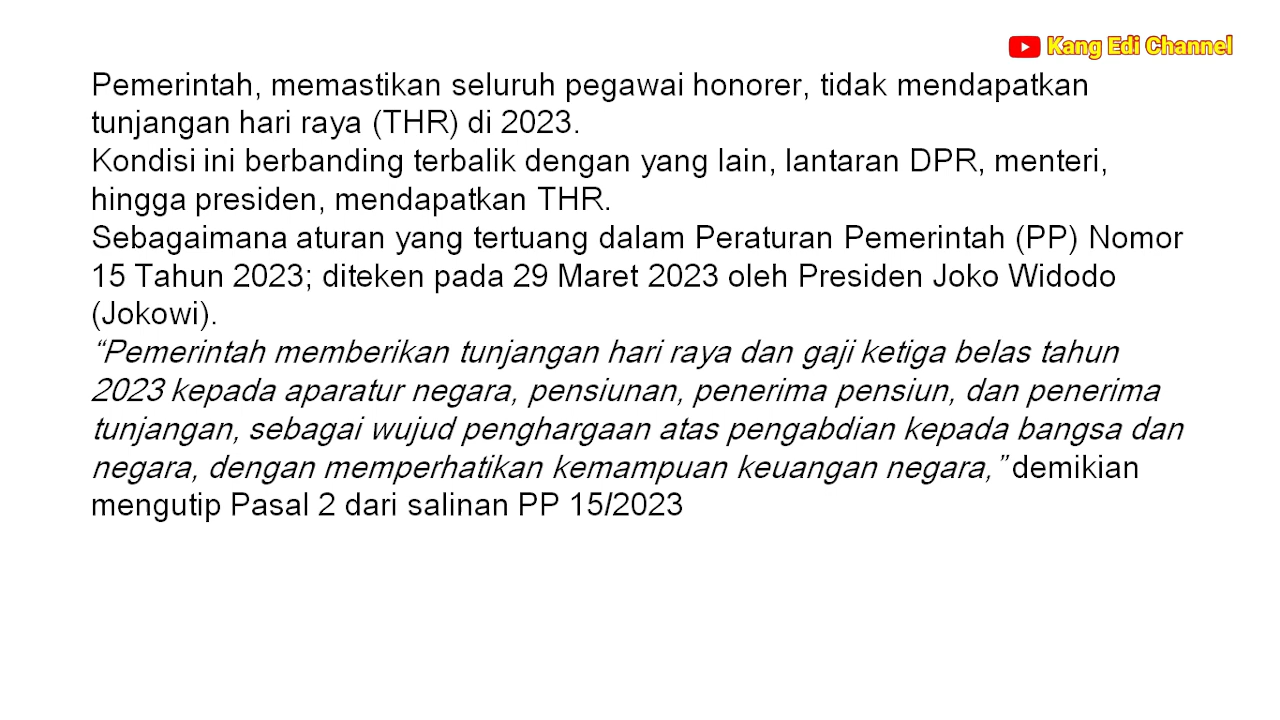 Kang Edi Channel
Pemerintah, memastikan seluruh pegawai honorer, tidak mendapatkan
tunjangan hari raya (THR) di 2023.
Kondisi ini berbanding terbalik dengan yang lain, lantaran DPR, menteri,
hingga presiden, mendapatkan THR.
Sebagaimana aturan yang tertuang dalam Peraturan Pemerintah (PP) Nomor
15 Tahun 2023; diteken pada 29 Maret 2023 oleh Presiden Joko Widodo
(Jokowi).
“Pemerintah memberikan tunjangan hari raya dan gaji ketiga belas tahun
2023 kepada aparatur negara, pensiunan, penerima pensiun, dan penerima
tunjangan, sebagai wujud penghargaan atas pengabdian kepada bangsa dan
negara, dengan memperhatikan kemampuan keuangan negara,” demikian
mengutip Pasal 2 dari salinan PP 15/2023